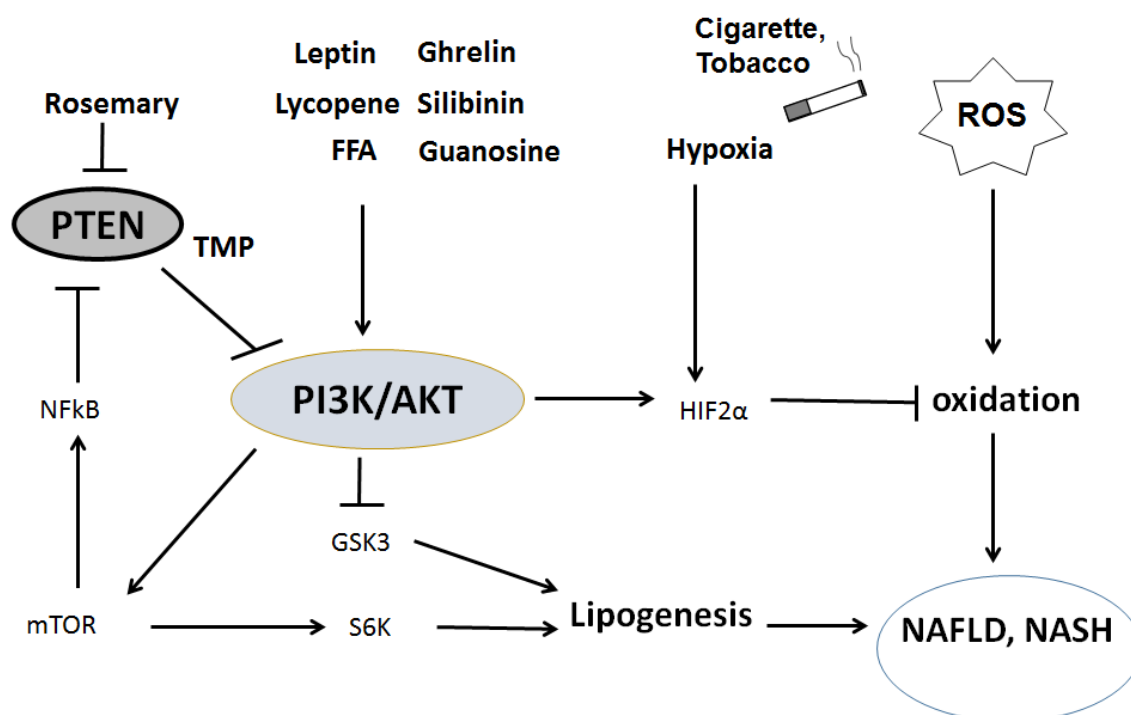 Cigarette,
Tobacco
Leptin Ghrelin
Rosemary
Lycopene Silibinin
ROS
FFA Guanosine
Hypoxia
PTEN
TMP
PI3K/AKT
NFkB
HIF2α
oxidation
GSK3
mTOR
S6K
Lipogenesis
NAFLD, NASH